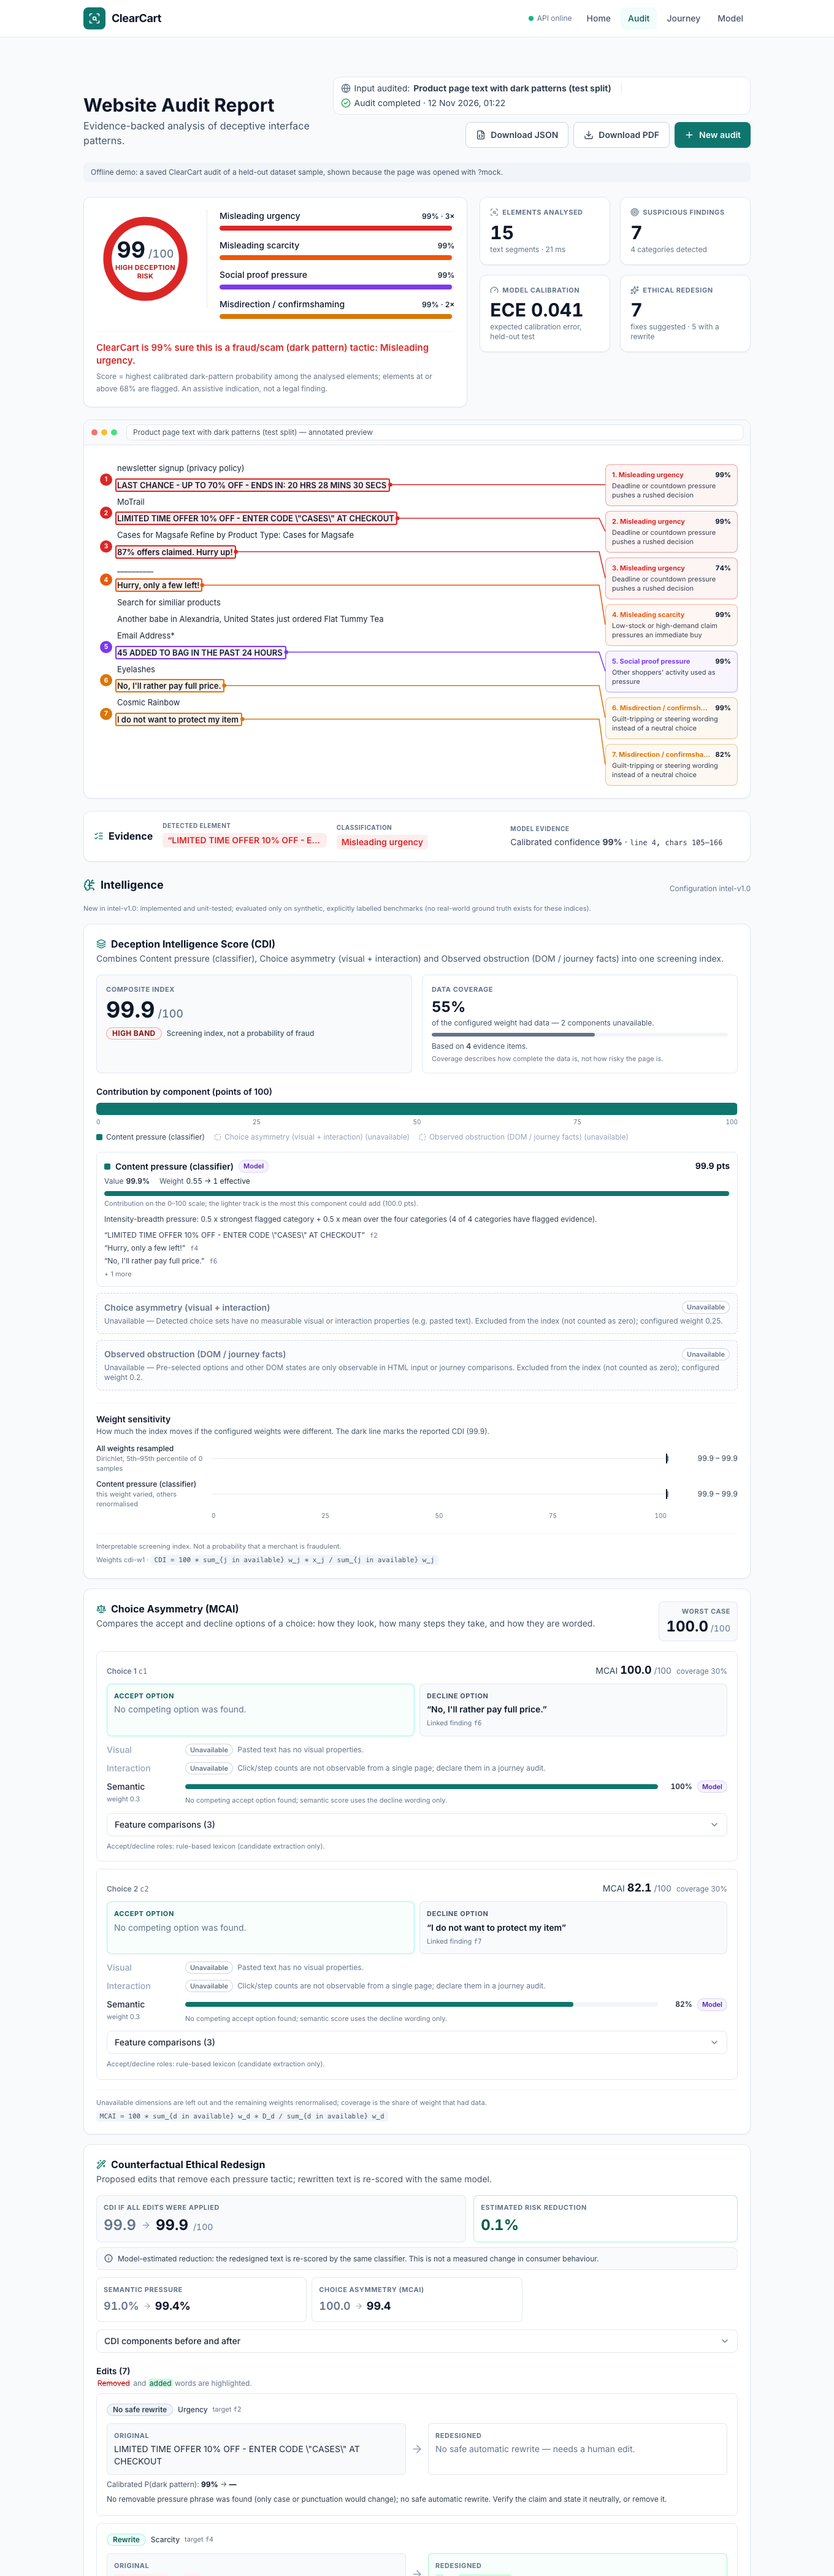 ClearCart
API online
Home
Audit
Journey
Model
Website Audit Report
Evidence-backed analysis of deceptive interface
patterns.
Input audited: Product page text with dark patterns (test split)
Audit completed · 12 Nov 2026, 01:22
Download JSON
Download PDF
New audit
Offline demo: a saved ClearCart audit of a held-out dataset sample, shown because the page was opened with ?mock.
99 /100
HIGH DECEPTION
RISK
Misleading urgency 99% · 3×
Misleading scarcity 99%
Social proof pressure 99%
Misdirection / confirmshaming 99% · 2×
ClearCart is 99% sure this is a fraud/scam (dark pattern) tactic: Misleading
urgency.
Score = highest calibrated dark-pattern probability among the analysed elements; elements at or
above 68% are flagged. An assistive indication, not a legal finding.
ELEMENTS ANALYSED
15
text segments · 21 ms
SUSPICIOUS FINDINGS
7
4 categories detected
MODEL CALIBRATION
ECE 0.041
expected calibration error,
held-out test
ETHICAL REDESIGN
7
fixes suggested · 5 with a
rewrite
Product page text with dark patterns (test split) — annotated preview
newsletter signup (privacy policy)
1
LAST CHANCE - UP TO 70% OFF - ENDS IN: 20 HRS 28 MINS 30 SECS
MoTrail
2
LIMITED TIME OFFER 10% OFF - ENTER CODE \"CASES\" AT CHECKOUT
Cases for Magsafe Refine by Product Type: Cases for Magsafe
3
87% offers claimed. Hurry up!
__________
4
Hurry, only a few left!
Search for similiar products
Another babe in Alexandria, United States just ordered Flat Tummy Tea
Email Address*
5
45 ADDED TO BAG IN THE PAST 24 HOURS
Eyelashes
6
No, I'll rather pay full price.
Cosmic Rainbow
7
I do not want to protect my item
1. Misleading urgency 99%
Deadline or countdown pressure
pushes a rushed decision
2. Misleading urgency 99%
Deadline or countdown pressure
pushes a rushed decision
3. Misleading urgency 74%
Deadline or countdown pressure
pushes a rushed decision
4. Misleading scarcity 99%
Low-stock or high-demand claim
pressures an immediate buy
5. Social proof pressure 99%
Other shoppers' activity used as
pressure
6. Misdirection / confirmsh... 99%
Guilt-tripping or steering wording
instead of a neutral choice
7. Misdirection / confirmsha... 82%
Guilt-tripping or steering wording
instead of a neutral choice
Evidence
DETECTED ELEMENT
"LIMITED TIME OFFER 10% OFF - E...
CLASSIFICATION
Misleading urgency
MODEL EVIDENCE
Calibrated confidence 99% · line 4, chars 105–166
Intelligence
Configuration intel-v1.0
New in intel-v1.0: implemented and unit-tested; evaluated only on synthetic, explicitly labelled benchmarks (no real-world ground truth exists for these indices).
Deception Intelligence Score (CDI)
Combines Content pressure (classifier), Choice asymmetry (visual + interaction) and Observed obstruction (DOM / journey facts) into one screening index.
COMPOSITE INDEX
99.9 /100
HIGH BAND Screening index, not a probability of fraud
DATA COVERAGE
55%
of the configured weight had data — 2 components unavailable.
Based on 4 evidence items.
Coverage describes how complete the data is, not how risky the page is.
Contribution by component (points of 100)
0 25 50 75 100
Content pressure (classifier) Choice asymmetry (visual + interaction) (unavailable) Observed obstruction (DOM / journey facts) (unavailable)
Content pressure (classifier) Model 99.9 pts
Value 99.9% Weight 0.55 → 1 effective
Contribution on the 0–100 scale; the lighter track is the most this component could add (100.0 pts).
Intensity-breadth pressure: 0.5 x strongest flagged category + 0.5 x mean over the four categories (4 of 4 categories have flagged evidence).
"LIMITED TIME OFFER 10% OFF - ENTER CODE \"CASES\" AT CHECKOUT" f2
"Hurry, only a few left!" f4
"No, I'll rather pay full price." f6
+ 1 more
Choice asymmetry (visual + interaction) Unavailable
Unavailable — Detected choice sets have no measurable visual or interaction properties (e.g. pasted text). Excluded from the index (not counted as zero); configured weight 0.25.
Observed obstruction (DOM / journey facts) Unavailable
Unavailable — Pre-selected options and other DOM states are only observable in HTML input or journey comparisons. Excluded from the index (not counted as zero); configured
weight 0.2.
Weight sensitivity
How much the index moves if the configured weights were different. The dark line marks the reported CDI (99.9).
All weights resampled
Dirichlet, 5th–95th percentile of 0
samples
99.9 – 99.9
Content pressure (classifier)
this weight varied, others
renormalised
99.9 – 99.9
0 25 50 75 100
Interpretable screening index. Not a probability that a merchant is fraudulent.
Weights cdi-w1 · CDI = 100 * sum_{j in available} w_j * x_j / sum_{j in available} w_j
Choice Asymmetry (MCAI)
Compares the accept and decline options of a choice: how they look, how many steps they take, and how they are worded.
WORST CASE
100.0 /100
Choice 1 c1
MCAI 100.0 /100 coverage 30%
ACCEPT OPTION
No competing option was found.
DECLINE OPTION
"No, I'll rather pay full price."
Linked finding f6
Visual Unavailable Pasted text has no visual properties.
Interaction Unavailable Click/step counts are not observable from a single page; declare them in a journey audit.
Semantic 100% Model
weight 0.3 No competing accept option found; semantic score uses the decline wording only.
Feature comparisons (3)
Accept/decline roles: rule-based lexicon (candidate extraction only).
Choice 2 c2
MCAI 82.1 /100 coverage 30%
ACCEPT OPTION
No competing option was found.
DECLINE OPTION
"I do not want to protect my item"
Linked finding f7
Visual Unavailable Pasted text has no visual properties.
Interaction Unavailable Click/step counts are not observable from a single page; declare them in a journey audit.
Semantic 82% Model
weight 0.3 No competing accept option found; semantic score uses the decline wording only.
Feature comparisons (3)
Accept/decline roles: rule-based lexicon (candidate extraction only).
Unavailable dimensions are left out and the remaining weights renormalised; coverage is the share of weight that had data.
MCAI = 100 * sum_{d in available} w_d * D_d / sum_{d in available} w_d
Counterfactual Ethical Redesign
Proposed edits that remove each pressure tactic; rewritten text is re-scored with the same model.
CDI IF ALL EDITS WERE APPLIED
99.9 → 99.9 /100
ESTIMATED RISK REDUCTION
0.1%
Model-estimated reduction: the redesigned text is re-scored by the same classifier. This is not a measured change in consumer behaviour.
SEMANTIC PRESSURE
91.0% → 99.4%
CHOICE ASYMMETRY (MCAI)
100.0 → 99.4
CDI components before and after
Edits (7)
Removed and added words are highlighted.
No safe rewrite Urgency target f2
ORIGINAL
LIMITED TIME OFFER 10% OFF - ENTER CODE \"CASES\" AT
CHECKOUT
REDESIGNED
No safe automatic rewrite — needs a human edit.
Calibrated P(dark pattern): 99% → —
No removable pressure phrase was found (only case or punctuation would change); no safe automatic rewrite. Verify the claim and state it neutrally, or remove it.
Rewrite Scarcity target f4
ORIGINAL
REDESIGNED